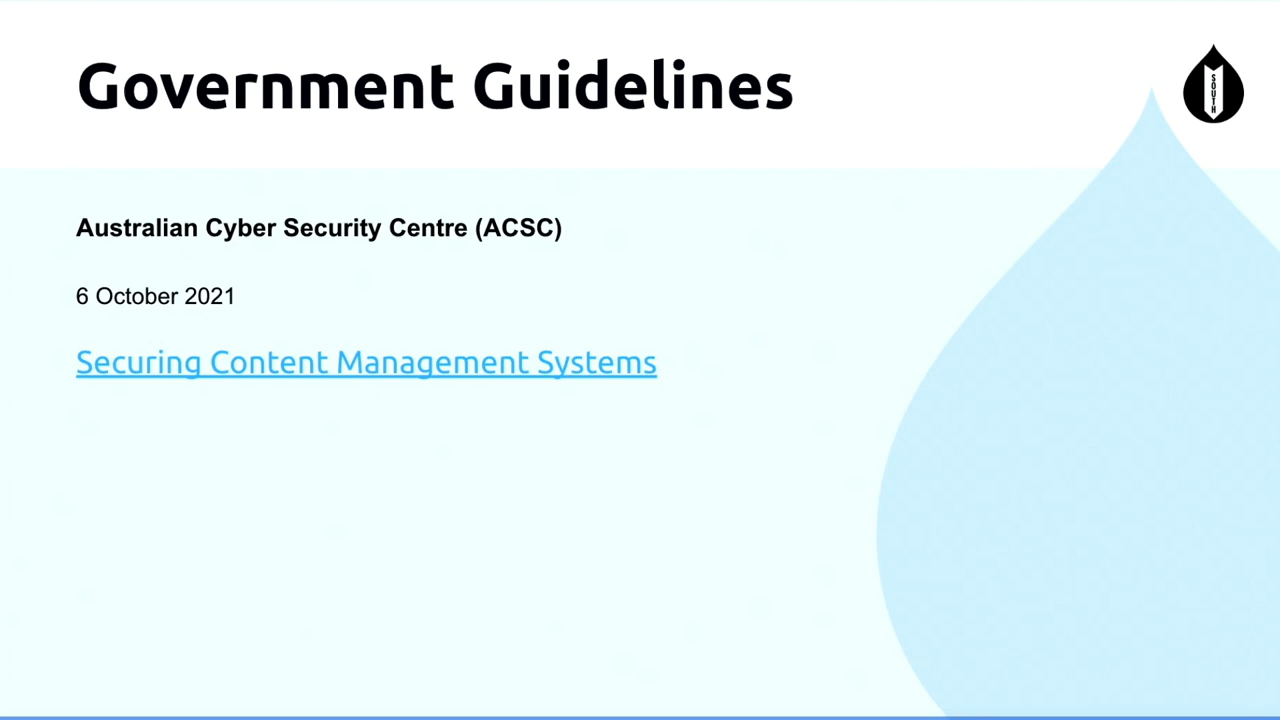 Government Guidelines
SOUTH
Australian Cyber Security Centre (ACSC)
6 October 2021
Securing Content Management Systems